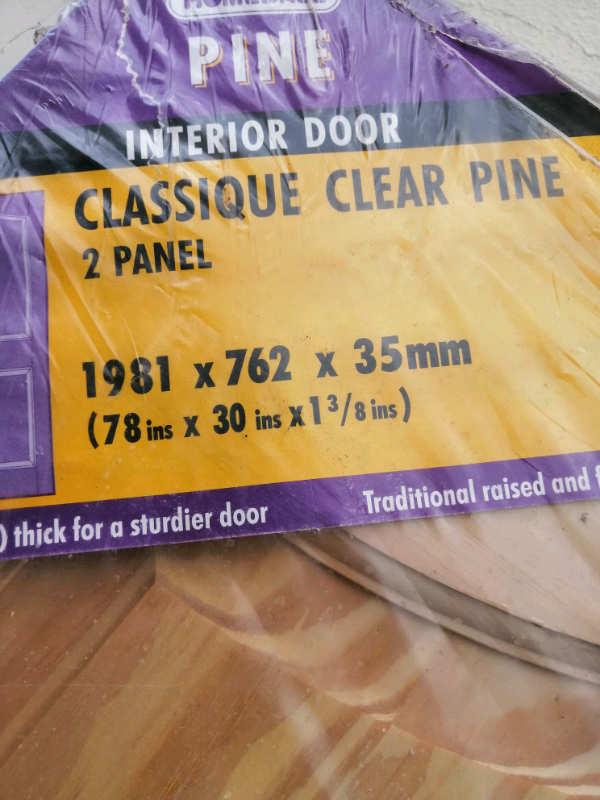 PINE
INTERIOR DOOR
CLASSIQUE CLEAR PINE
2 PANEL
1981 x 762 x 35mm
(78 ins x 30 ins x 1 3/8 ins)
) thick for a sturdier door Traditional raised and f